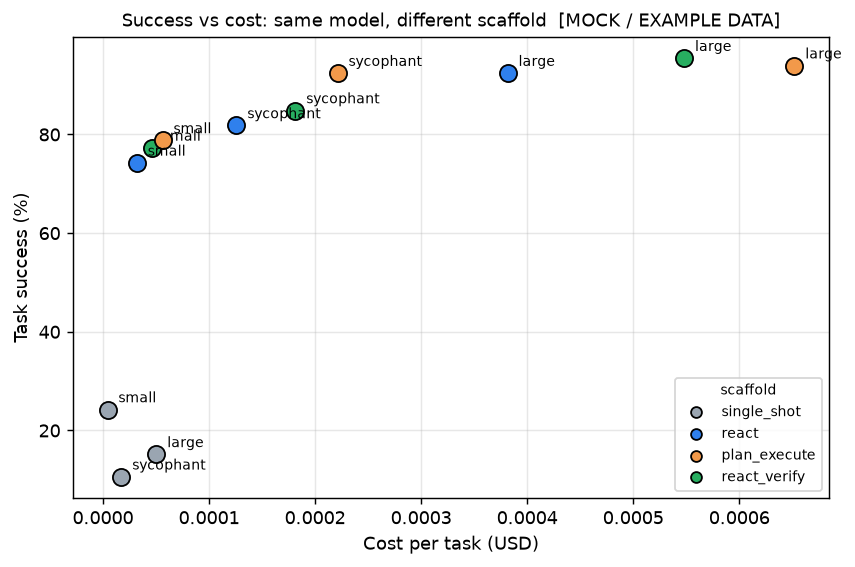 Success vs cost: same model, different scaffold [MOCK / EXAMPLE DATA]
large
large
large
sycophant
sycophant
sycophant
small
small
small
80
60
40
20
Task success (%)
small
large
sycophant
scaffold
single_shot
react
plan_execute
react_verify
0.0000
0.0001
0.0002
0.0003
0.0004
0.0005
0.0006
Cost per task (USD)